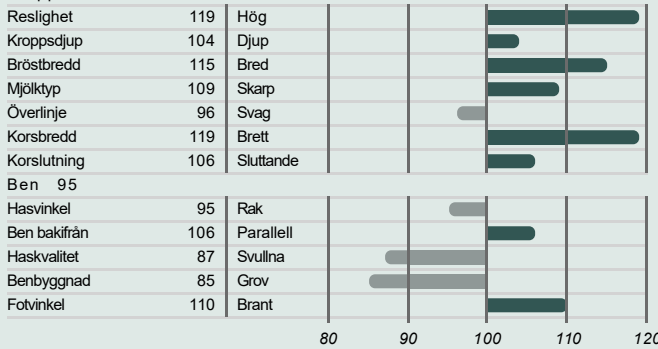 Reslighet 119 Hög
Kroppsdjup 104 Djup
Bröstbredd 115 Bred
Mjölktyp 109 Skarp
Överlinje 96 Svag
Korsbredd 119 Brett
Korslutning 106 Sluttande
Ben 95
Hasvinkel 95 Rak
Ben bakifrån 106 Parallell
Haskvalitet 87 Svullna
Benbyggnad 85 Grov
Fotvinkel 110 Brant
80 90 100 110 120